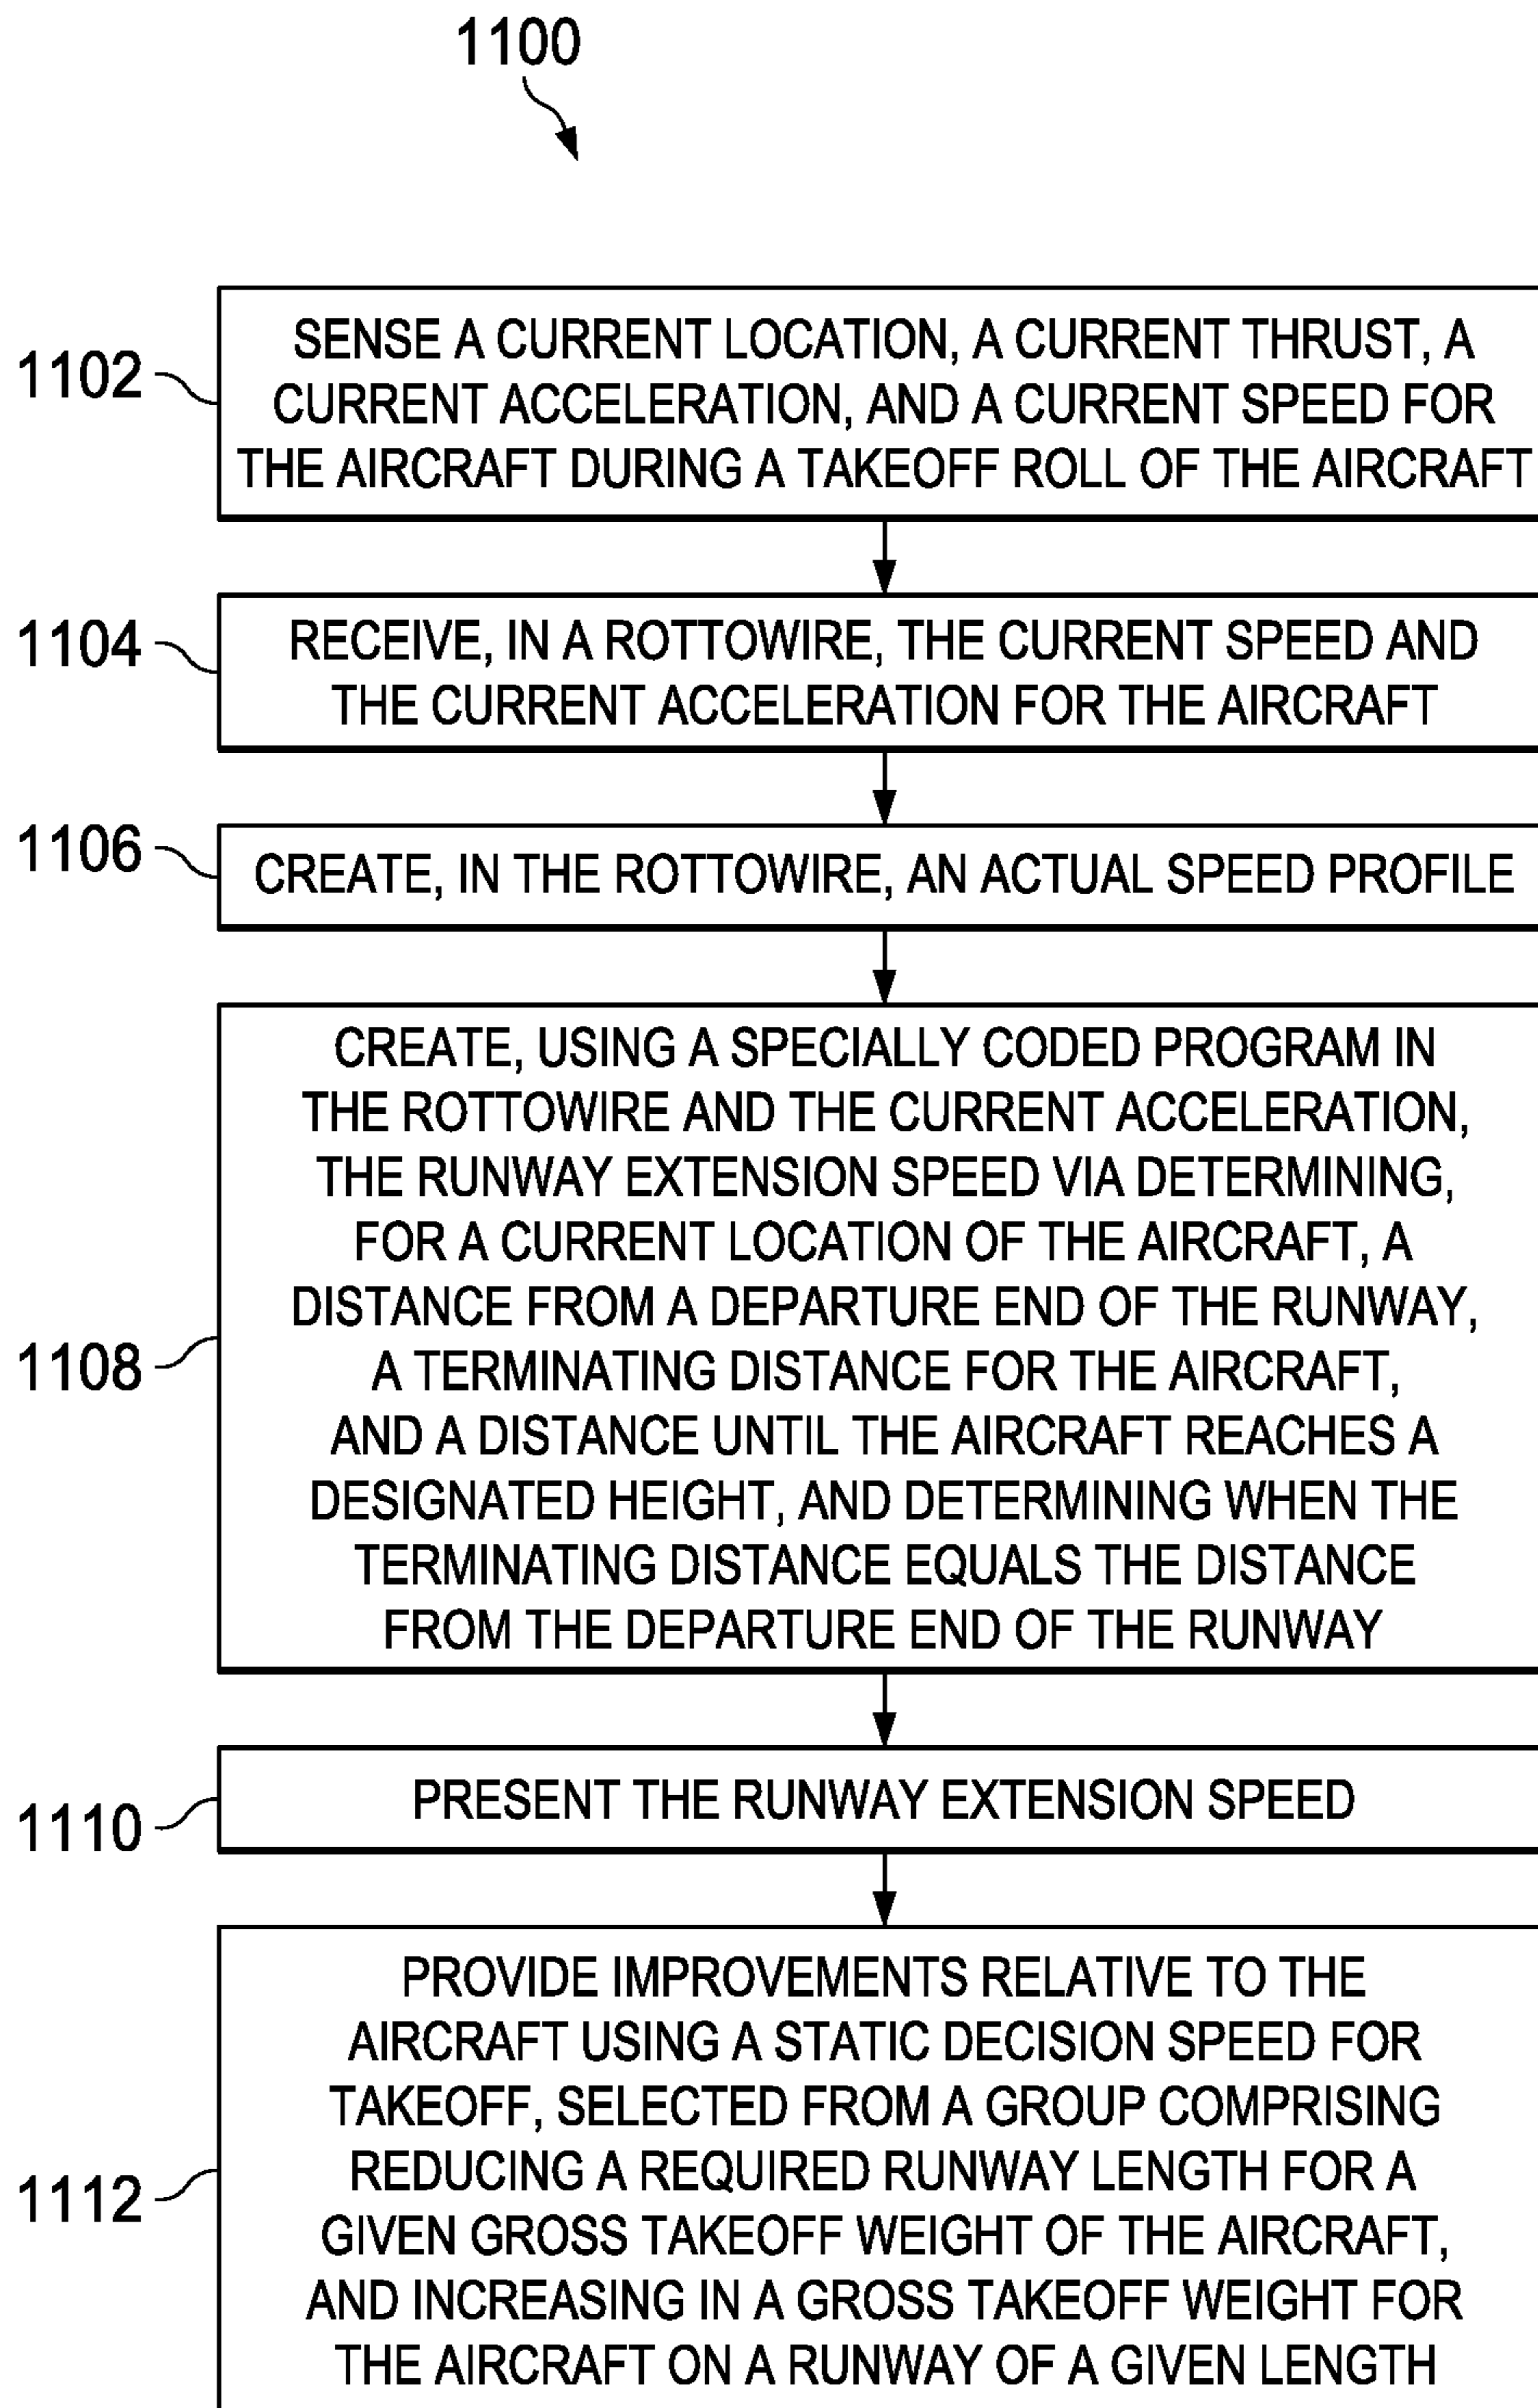 1100
1102
SENSE A CURRENT LOCATION, A CURRENT THRUST, A
CURRENT ACCELERATION, AND A CURRENT SPEED FOR
THE AIRCRAFT DURING A TAKEOFF ROLL OF THE AIRCRAFT
1104
RECEIVE, IN A ROTTOWIRE, THE CURRENT SPEED AND
THE CURRENT ACCELERATION FOR THE AIRCRAFT
1106
CREATE, IN THE ROTTOWIRE, AN ACTUAL SPEED PROFILE
1108
CREATE, USING A SPECIALLY CODED PROGRAM IN
THE ROTTOWIRE AND THE CURRENT ACCELERATION,
THE RUNWAY EXTENSION SPEED VIA DETERMINING,
FOR A CURRENT LOCATION OF THE AIRCRAFT, A
DISTANCE FROM A DEPARTURE END OF THE RUNWAY,
A TERMINATING DISTANCE FOR THE AIRCRAFT,
AND A DISTANCE UNTIL THE AIRCRAFT REACHES A
DESIGNATED HEIGHT, AND DETERMINING WHEN THE
TERMINATING DISTANCE EQUALS THE DISTANCE
FROM THE DEPARTURE END OF THE RUNWAY
1110
PRESENT THE RUNWAY EXTENSION SPEED
1112
PROVIDE IMPROVEMENTS RELATIVE TO THE
AIRCRAFT USING A STATIC DECISION SPEED FOR
TAKEOFF, SELECTED FROM A GROUP COMPRISING
REDUCING A REQUIRED RUNWAY LENGTH FOR A
GIVEN GROSS TAKEOFF WEIGHT OF THE AIRCRAFT,
AND INCREASING IN A GROSS TAKEOFF WEIGHT FOR
THE AIRCRAFT ON A RUNWAY OF A GIVEN LENGTH